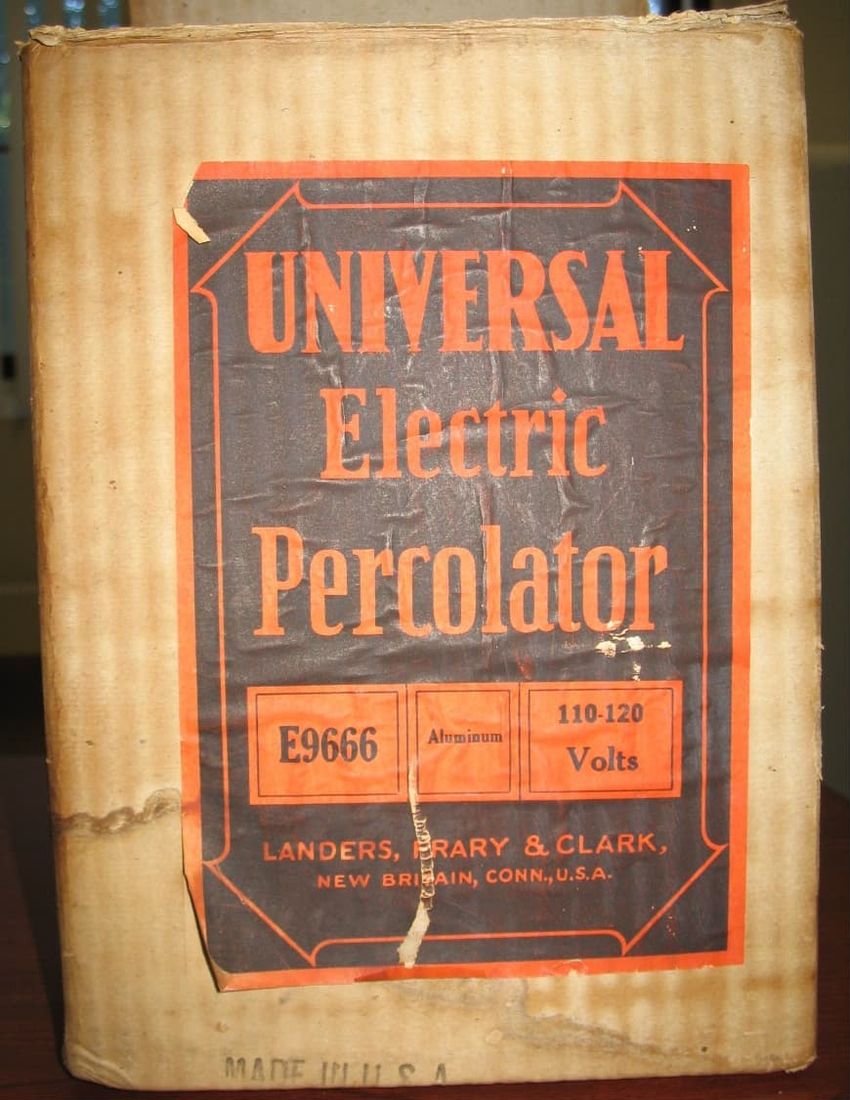 UNIVERSAL
Electric
Percolator
E9666
Aluminum
110-120
Volts
LANDERS, FRARY & CLARK,
NEW BRITAIN, CONN., U.S.A.
MADE IN U.S.A.